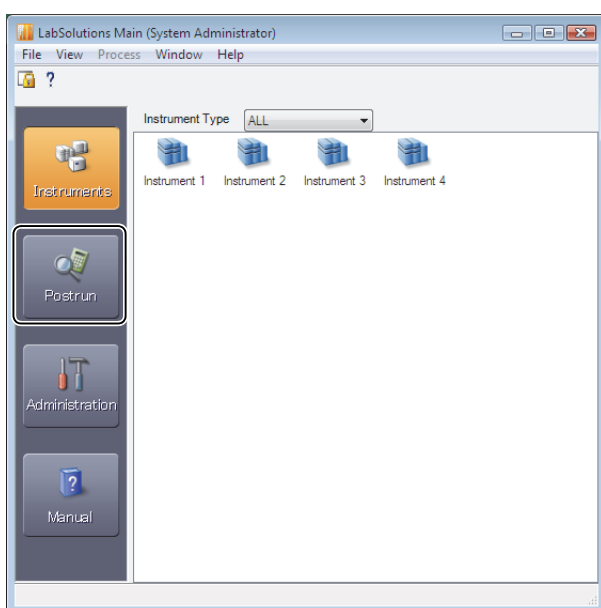 LabSolutions Main (System Administrator)
File View Process Window Help
?
Instrument Type ALL
Instruments
Instrument 1 Instrument 2 Instrument 3 Instrument 4
Postrun
Administration
?
Manual